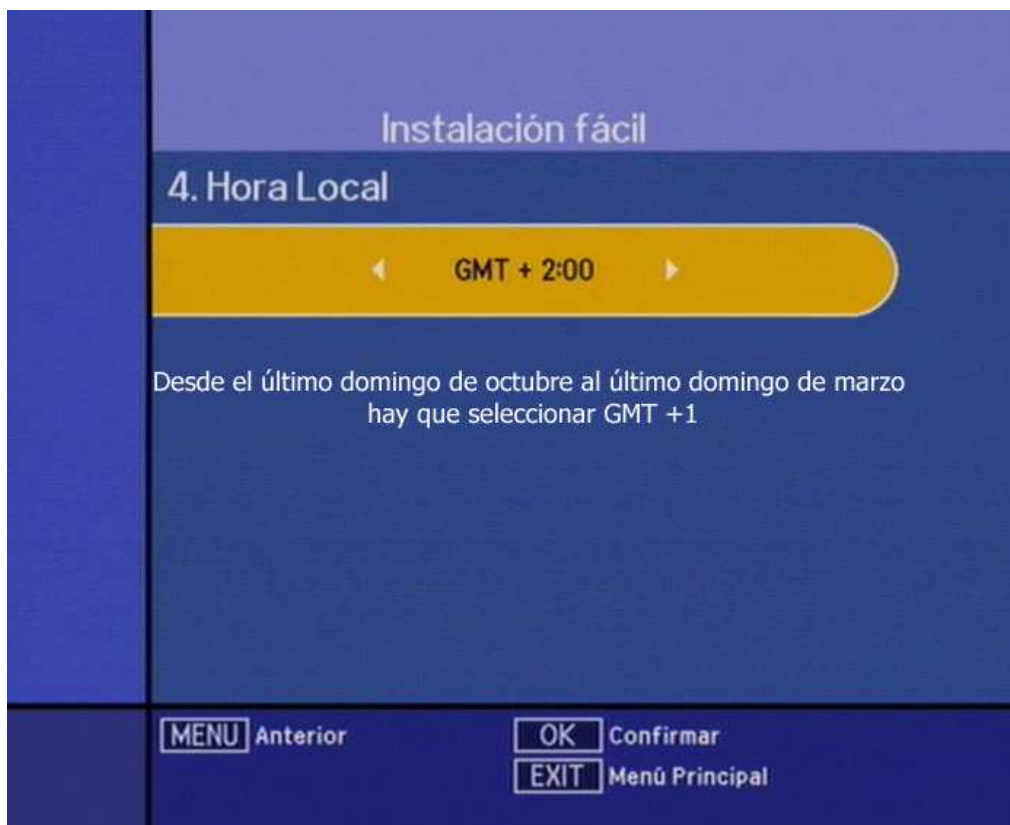 Instalación fácil
4. Hora Local
GMT + 2:00
Desde el último domingo de octubre al último domingo de marzo
hay que seleccionar GMT +1
MENU Anterior
OK Confirmar
EXIT Menú Principal